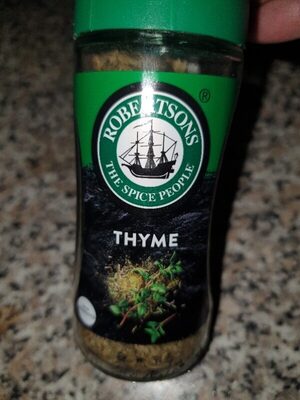 ROBERTSONS
®
THE SPICE PEOPLE
THYME